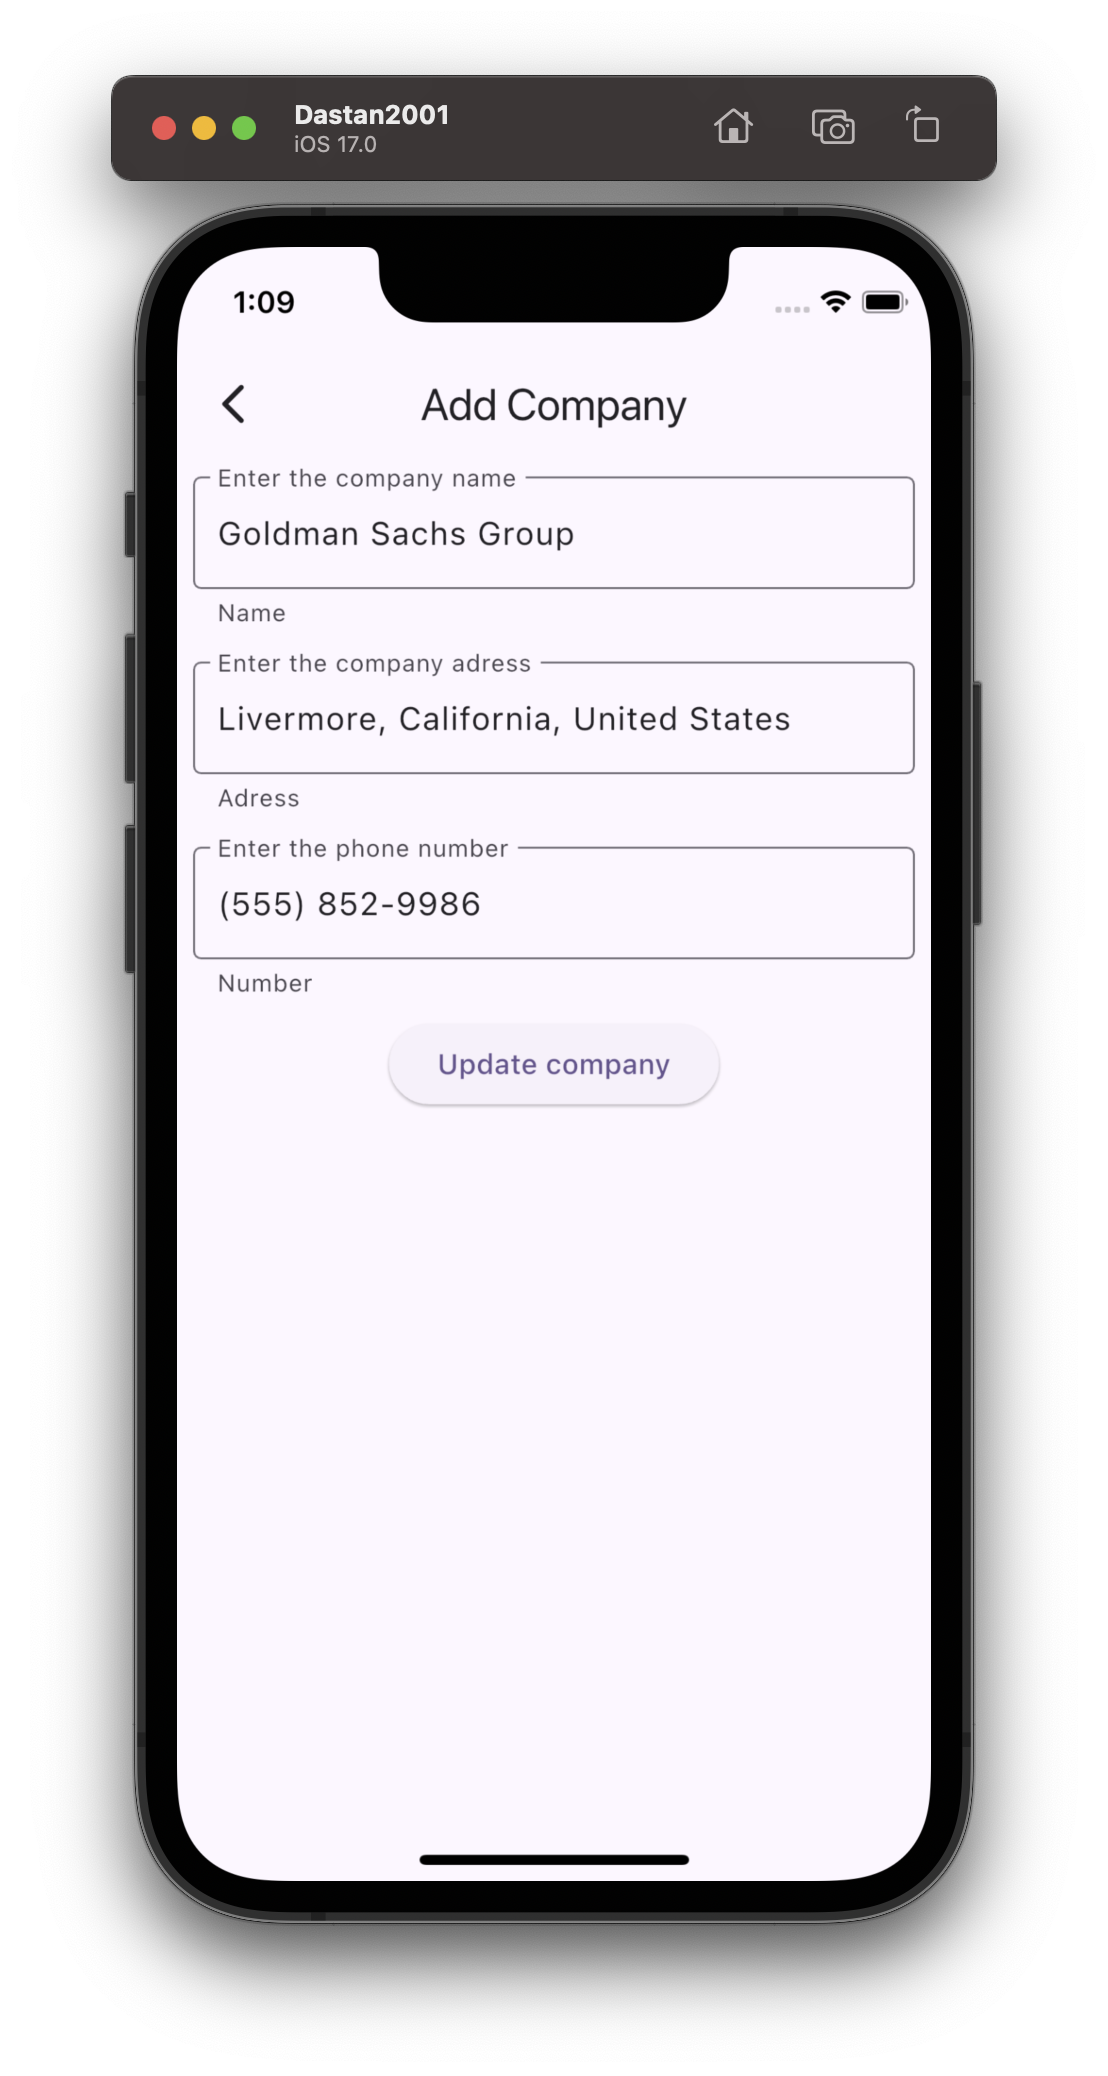 Dastan2001
iOS 17.0
1:09
Add Company
Enter the company name
Goldman Sachs Group
Name
Enter the company adress
Livermore, California, United States
Adress
Enter the phone number
(555) 852-9986
Number
Update company